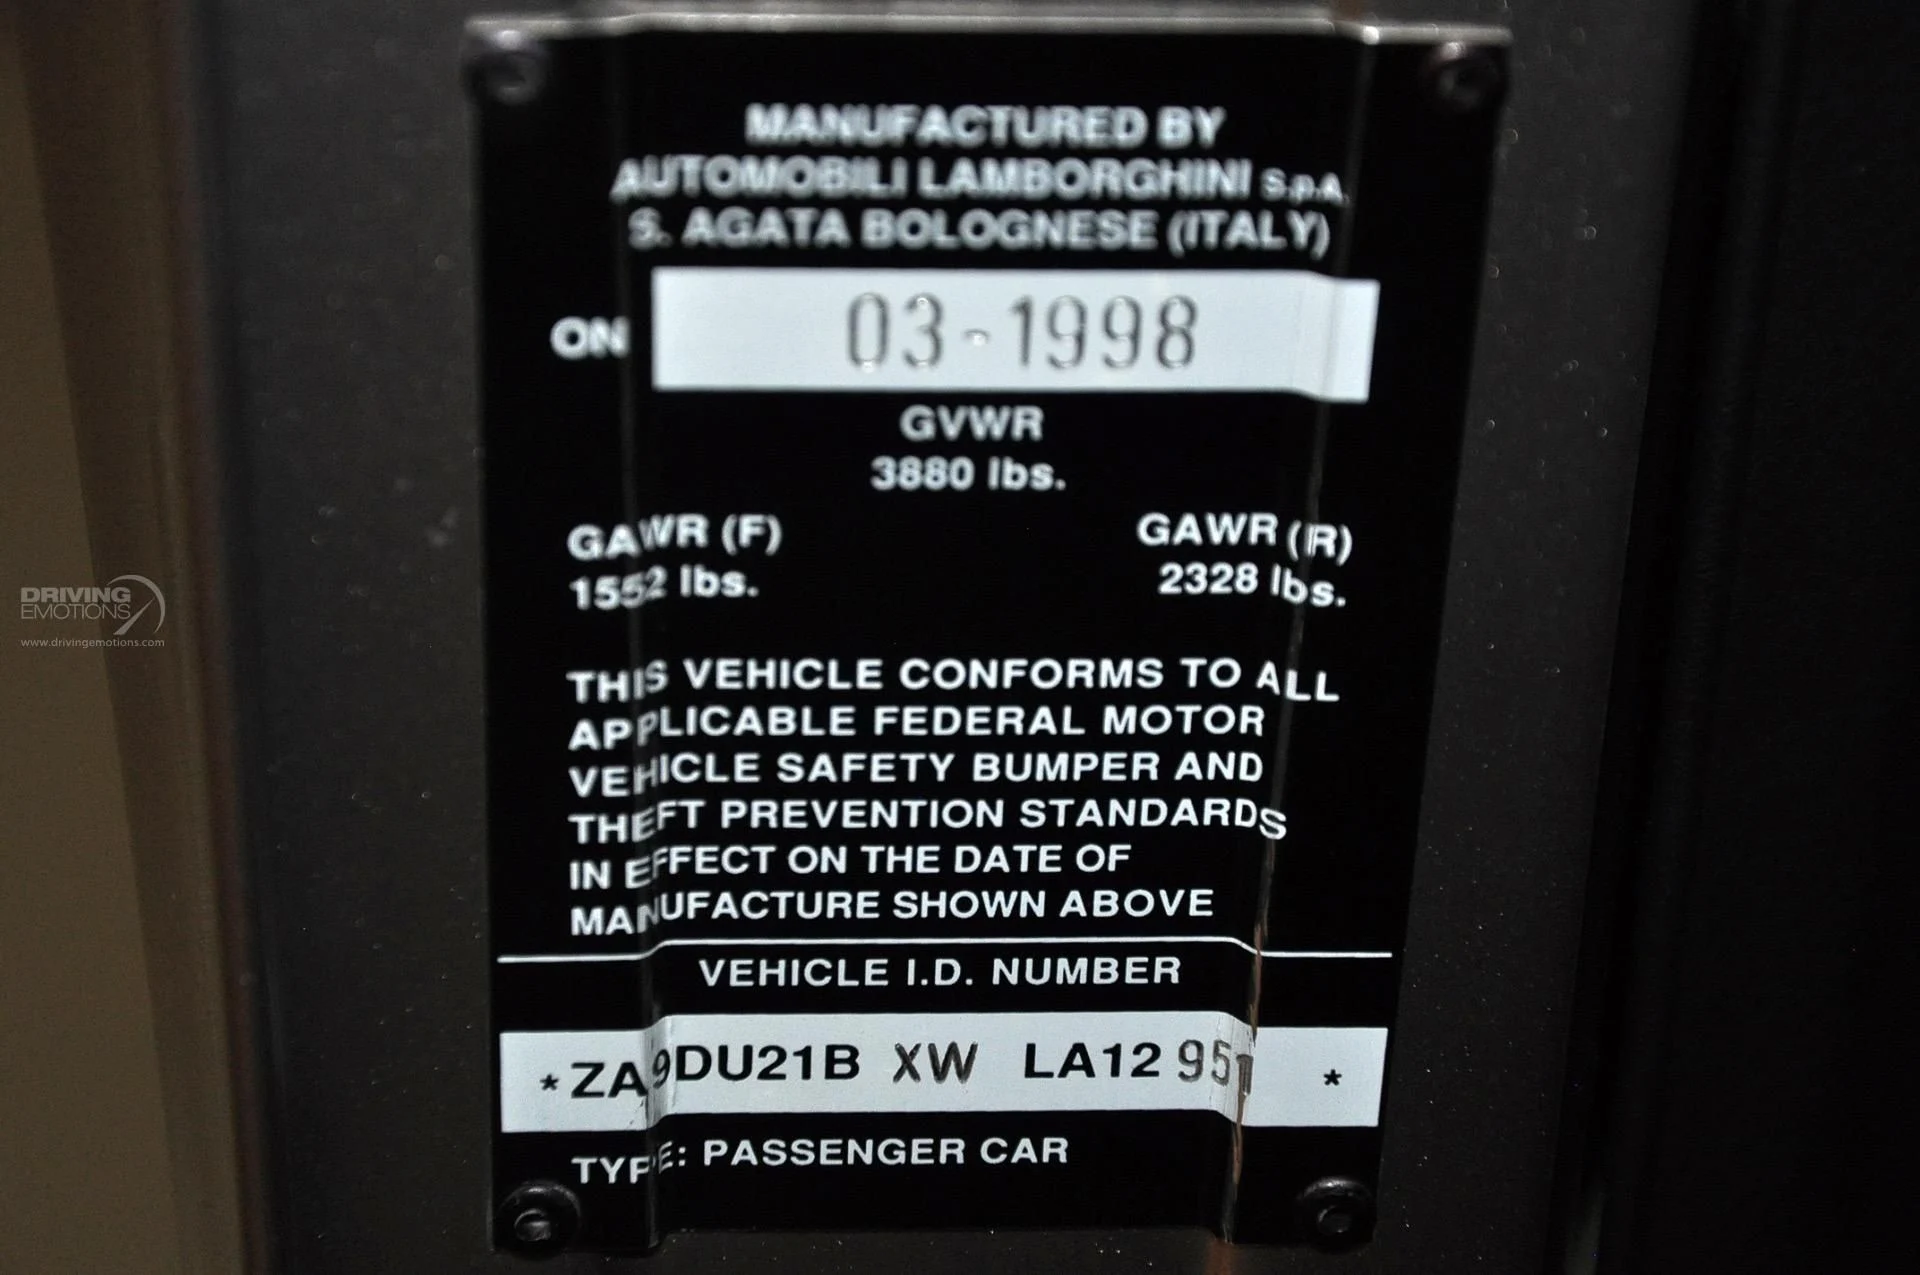 MANUFACTURED BY
AUTOMOBILI LAMBORGHINI S.p.A.
S. AGATA BOLOGNESE (ITALY)
ON 03-1998
GVWR
3880 lbs.
GAWR (F) GAWR (R)
1552 lbs. 2328 lbs.
THIS VEHICLE CONFORMS TO ALL
APPLICABLE FEDERAL MOTOR
VEHICLE SAFETY BUMPER AND
THEFT PREVENTION STANDARDS
IN EFFECT ON THE DATE OF
MANUFACTURE SHOWN ABOVE
VEHICLE I.D. NUMBER
*ZA9DU21B XW LA12951 *
TYPE: PASSENGER CAR
DRIVING
EMOTIONS
www.drivingemotions.com